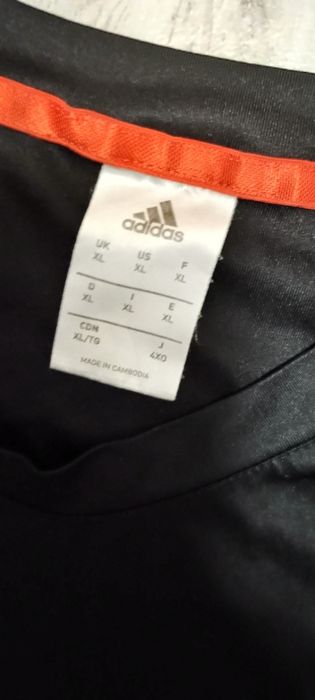 adidas
UK US F
XL XL XL
D I E
XL XL XL
CDN J
XL/TG 4XO
MADE IN CAMBODIA